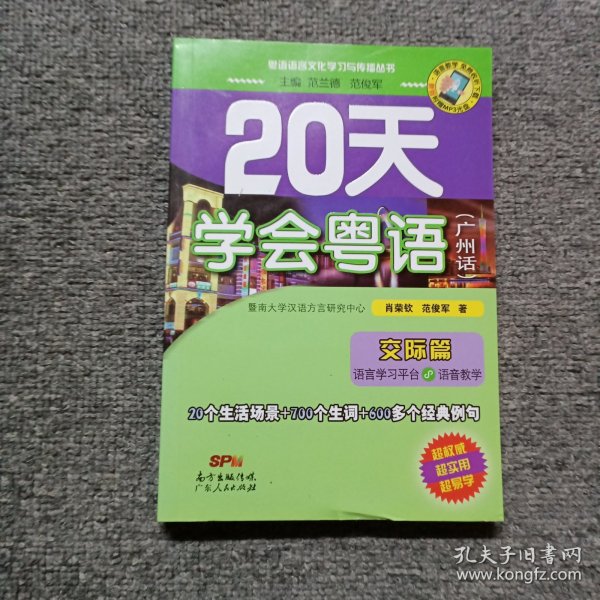 粤语语言文化学习与传播丛书
主编 范兰德 范俊军
20天
学会粤语
(广州话)
暨南大学汉语方言研究中心
肖荣钦 范俊军 著
交际篇
语言学习平台 语音教学
20个生活场景+700个生词+600多个经典例句
超权威
超实用
超易学
SPM
南方出版传媒
广东人民出版社
孔夫子旧书网
www.kongfz.com